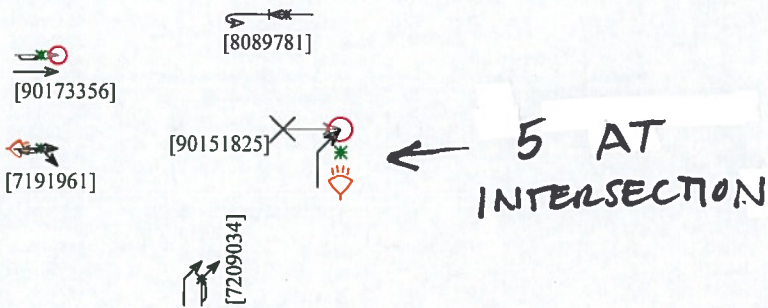 [8089781]
[90173356]
[90151825]
5 AT
INTERSECTION
[7191961]
[7209034]